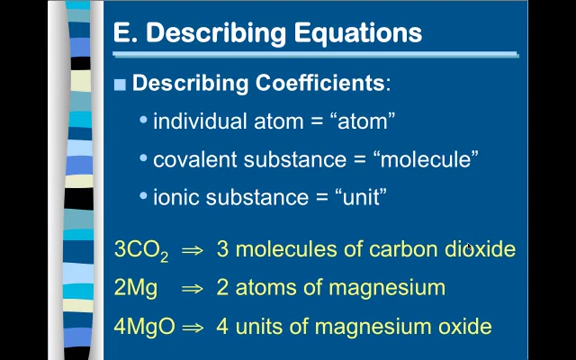 E. Describing Equations
Describing Coefficients:
individual atom = “atom”
covalent substance = “molecule”
ionic substance = “unit”
3CO₂ ⇒ 3 molecules of carbon dioxide
2Mg ⇒ 2 atoms of magnesium
4MgO ⇒ 4 units of magnesium oxide